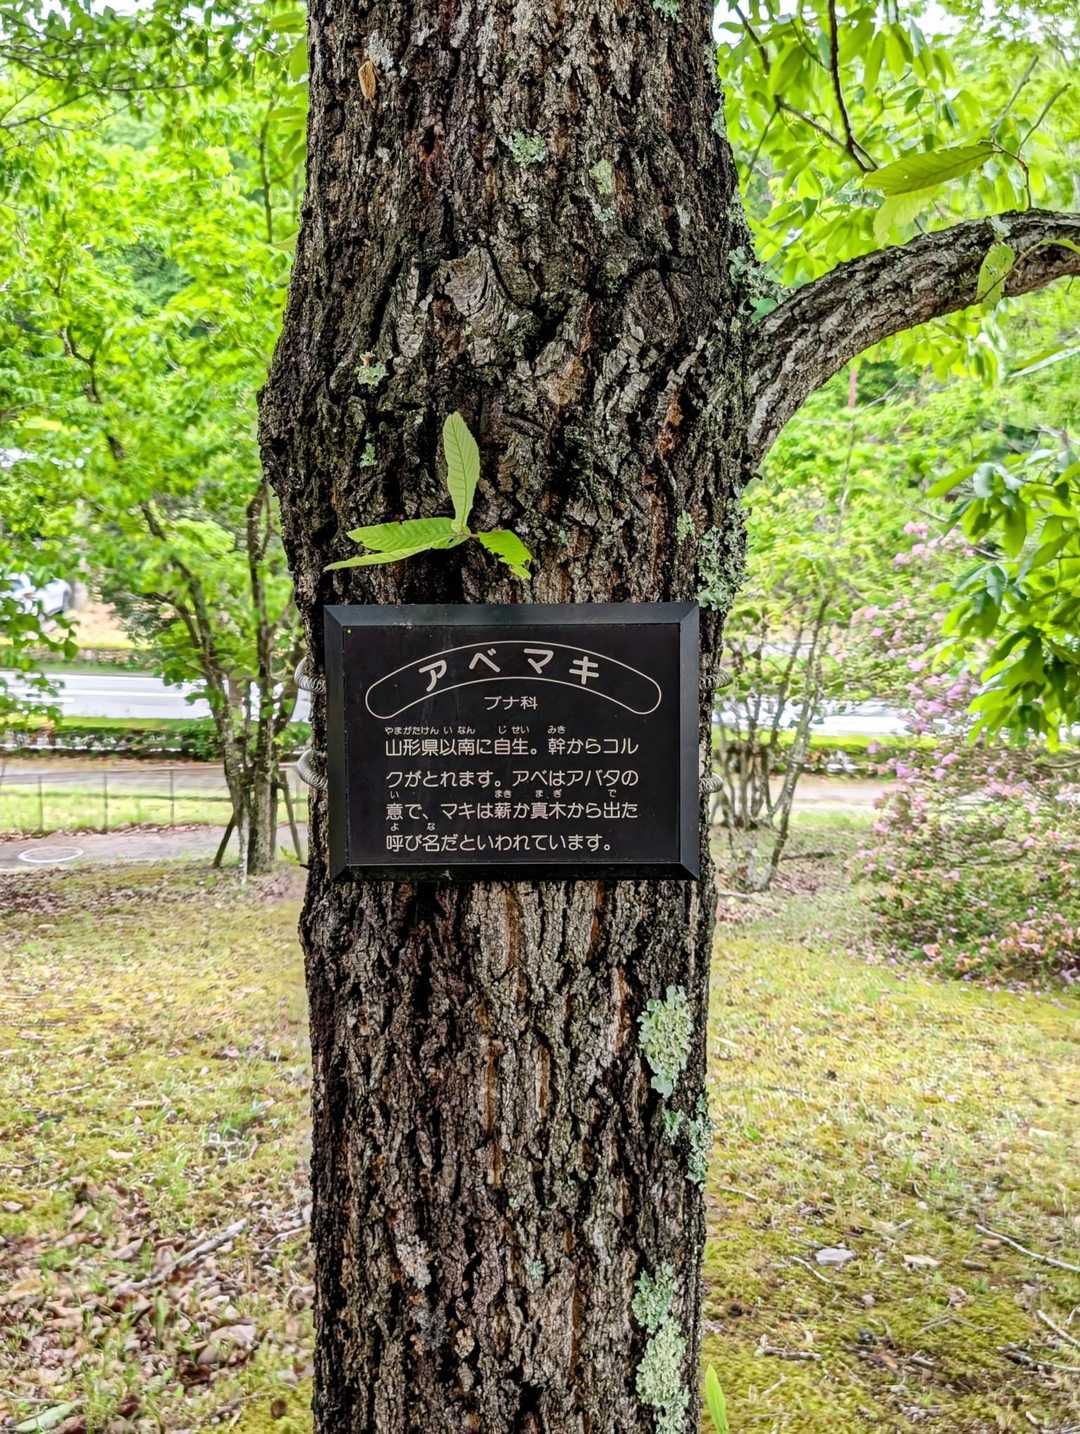 アベマキ
ブナ科
やまがたけん い なん じ せい みき
山形県以南に自生。幹からコル
クがとれます。アベはアバタの
い まき ま ぎ で
意で、マキは薪か真木から出た
よ な
呼び名だといわれています。